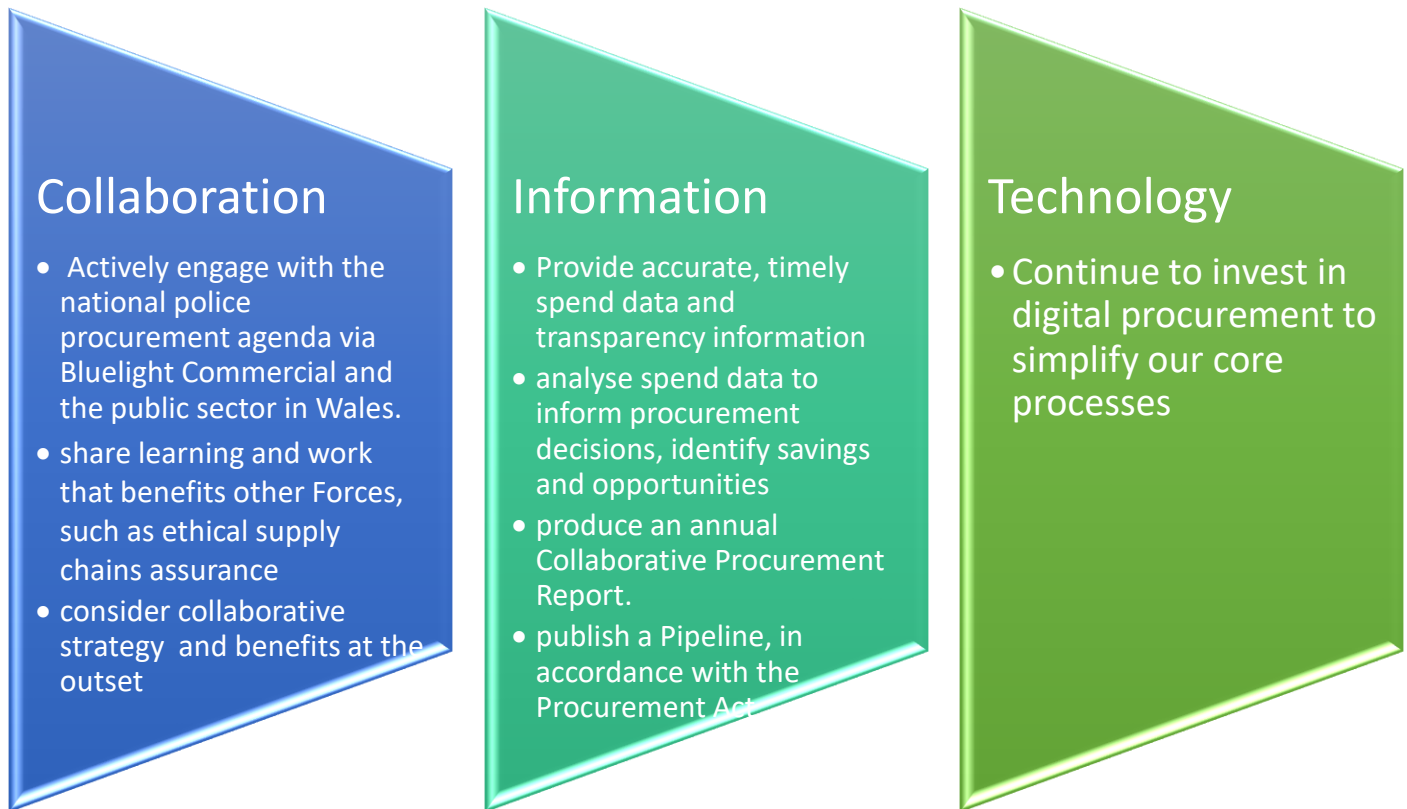 Collaboration
• Actively engage with the
national police
procurement agenda via
Bluelight Commercial and
the public sector in Wales.
• share learning and work
that benefits other Forces,
such as ethical supply
chains assurance
• consider collaborative
strategy  and benefits at the
outset
Information
• Provide accurate, timely
spend data and
transparency information
• analyse spend data to
inform procurement
decisions, identify savings
and opportunities
• produce an annual
Collaborative Procurement
Report.
• publish a Pipeline, in
accordance with the
Procurement Act
Technology
• Continue to invest in
digital procurement to
simplify our core
processes